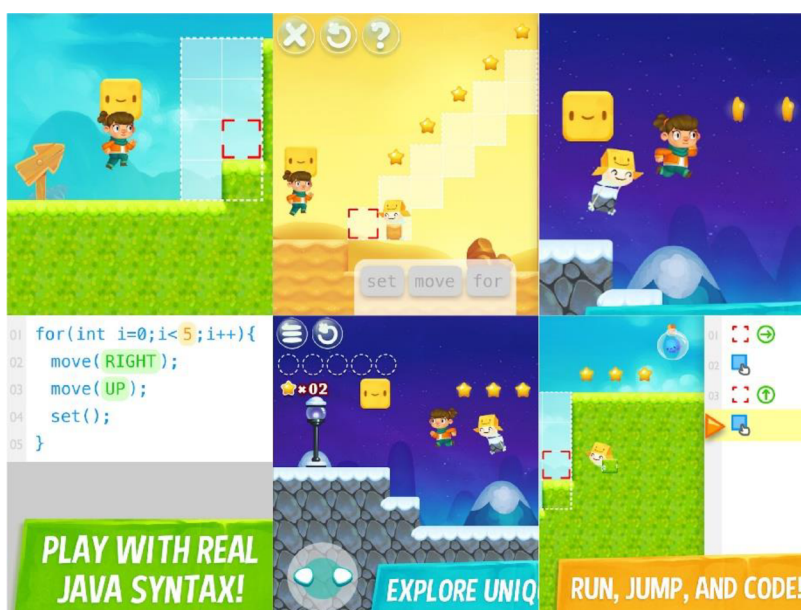 ?
set move for
01 for(int i=0;i<5;i++){
02 move(RIGHT);
03 move(UP);
04 set();
05 }
PLAY WITH REAL
JAVA SYNTAX!
×02
EXPLORE UNIQ
01
02
03
RUN, JUMP, AND CODE!